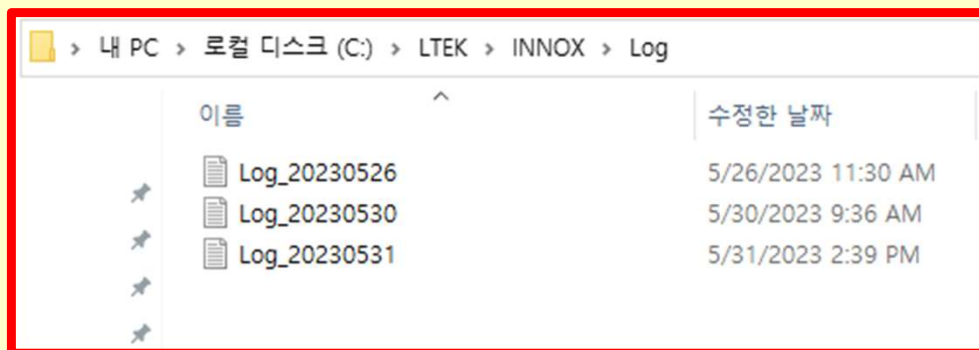 > 내 PC > 로컬 디스크 (C:) > LTEK > INNOX > Log
이름 수정한 날짜
Log_20230526 5/26/2023 11:30 AM
Log_20230530 5/30/2023 9:36 AM
Log_20230531 5/31/2023 2:39 PM